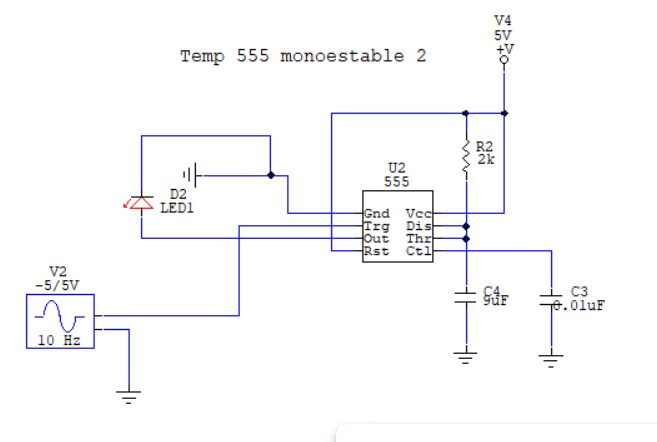 V4
5V
+V
Temp 555 monoestable 2
R2
2k
U2
555
D2
LED1
Gnd Vcc
Trg Dis
Out Thr
Rst Ctl
V2
-5/5V
10 Hz
C4
9uF
C3
0.01uF